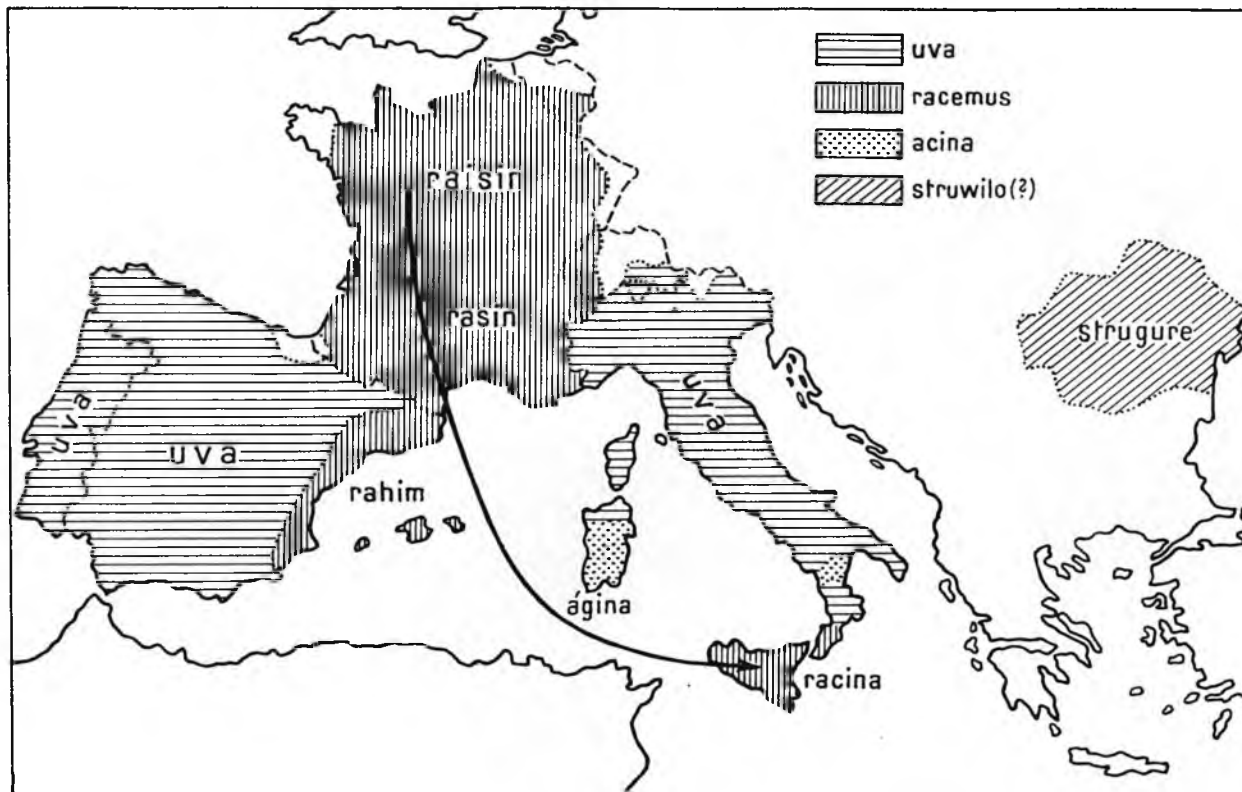 uva
racemus
acina
struwilo(?)
raisin
rasin
strugure
uva
uva
uva
rahim
ágina
racina